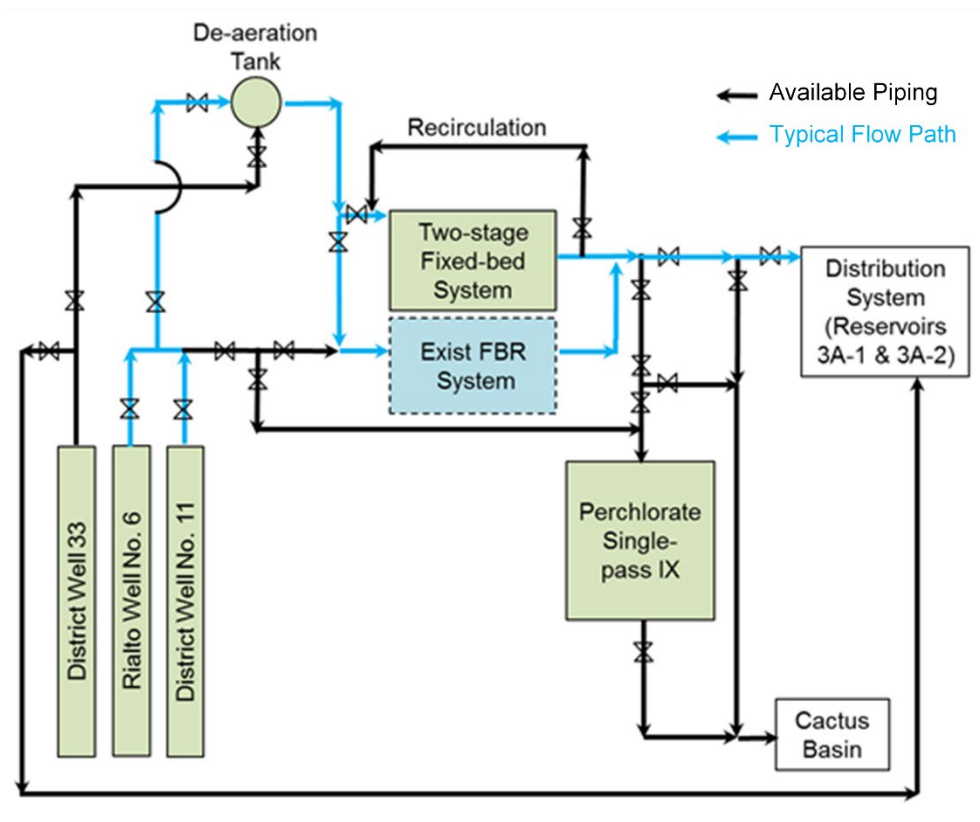 De-aeration
Tank
Available Piping
Typical Flow Path
Recirculation
Two-stage
Fixed-bed
System
Distribution
System
(Reservoirs
3A-1 & 3A-2)
Exist FBR
System
District Well 33
Rialto Well No. 6
District Well No. 11
Perchlorate
Single-
pass IX
Cactus
Basin